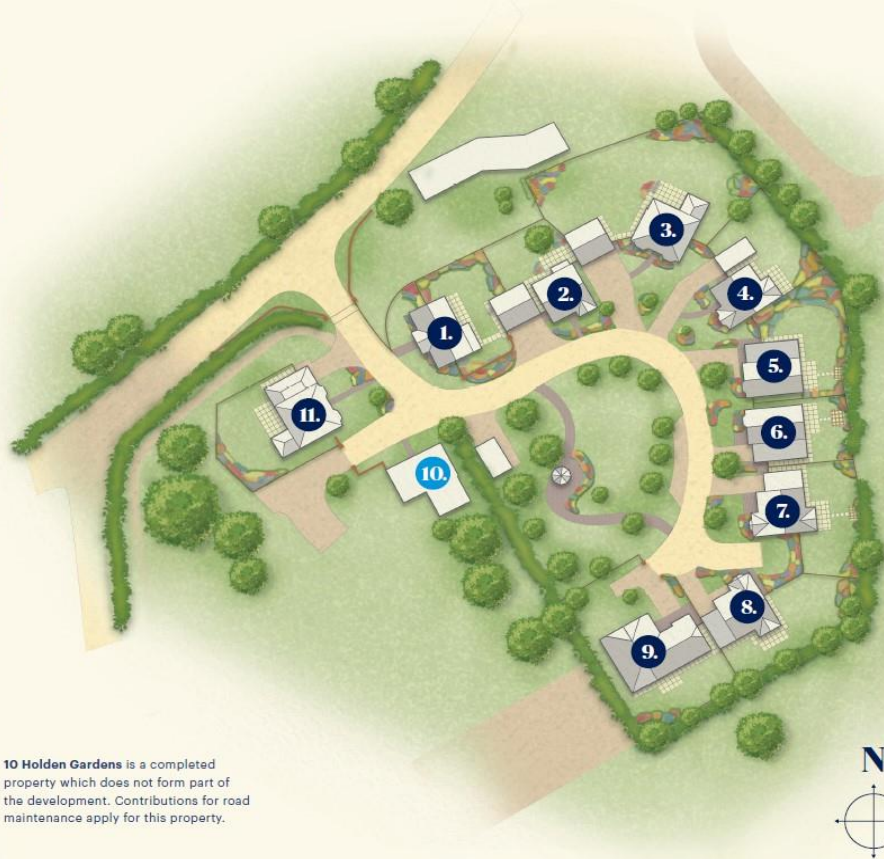 3.
2.
4.
1.
5.
11.
6.
10.
7.
8.
9.
10 Holden Gardens is a completed
property which does not form part of
the development. Contributions for road
maintenance apply for this property.
N